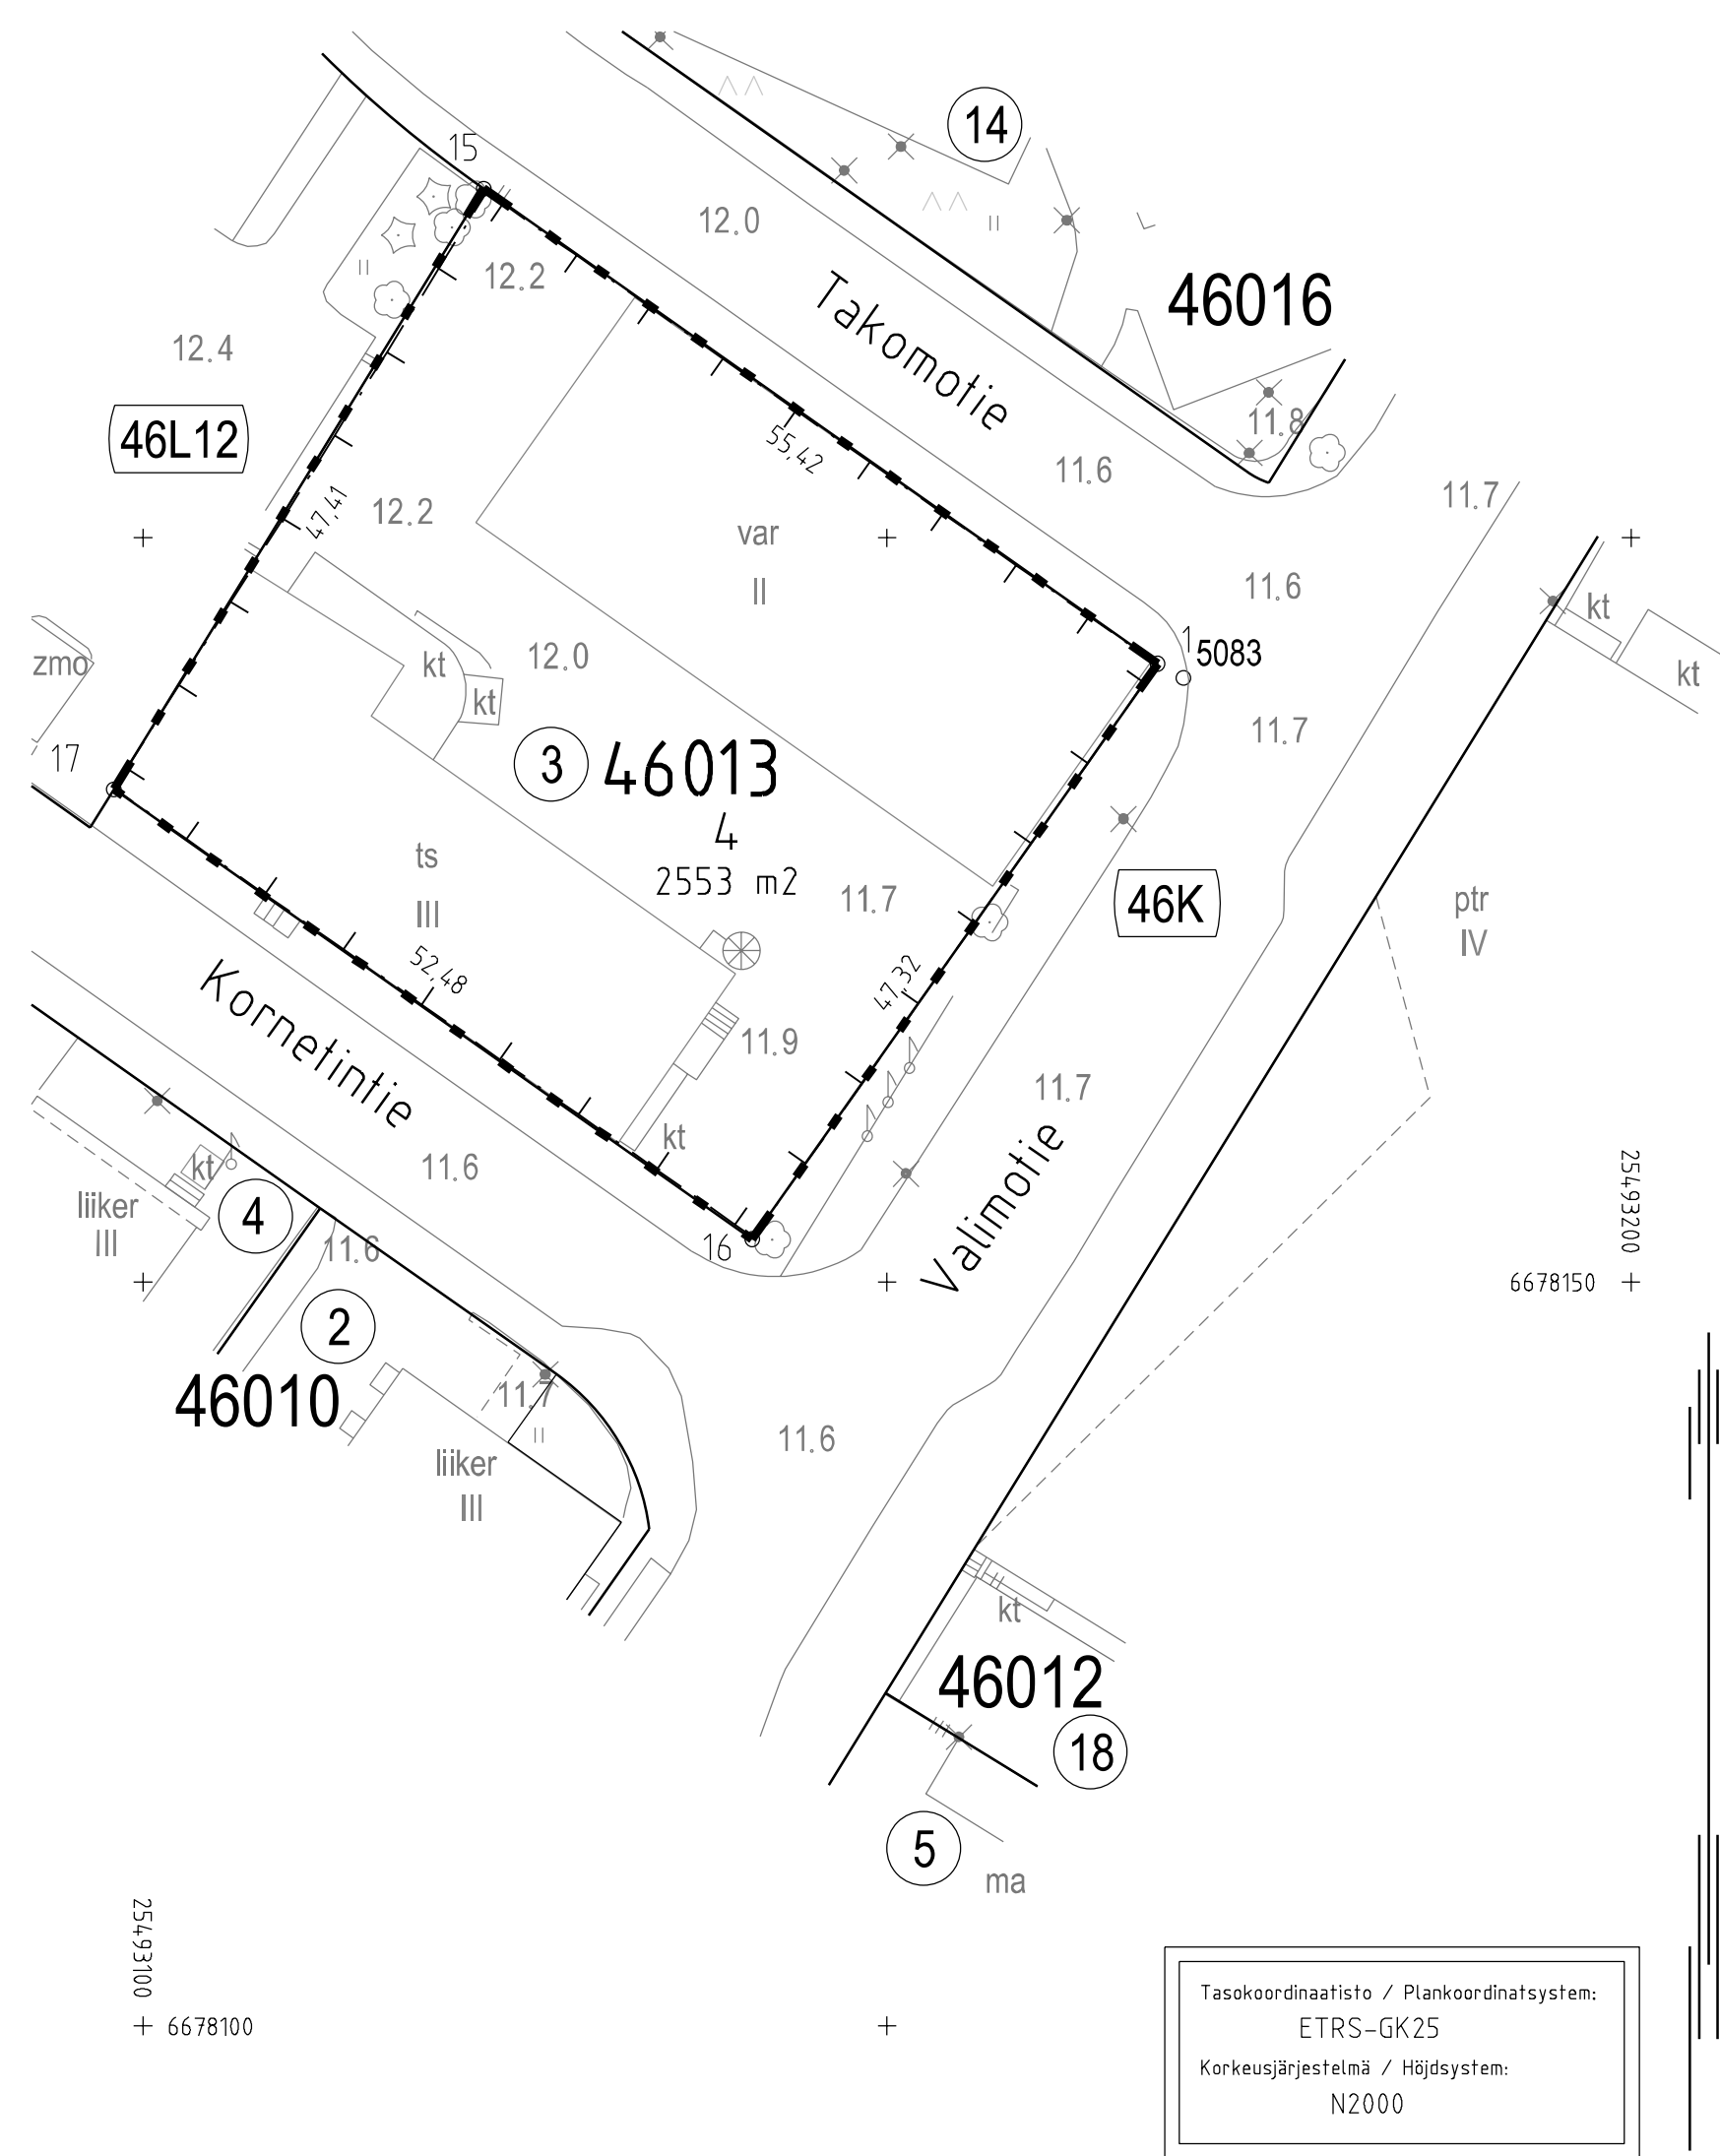 14
15
12.0
12.2
46016
Takomotie
12.4
11.8
46L12
55,42
11.6
11.7
47,41
12.2
var
II
11.6
kt
zmo
12.0
kt
1
5083
kt
kt
17
3
46013
11.7
4
2553 m2
ts
III
11.7
46K
ptr
IV
52,48
47,32
Kornetintie
11.9
11.7
kt
Valimotie
11.6
kt
liiker
III
4
11.6
16
25493200
6678150
2
46010
11.7
liiker
III
11.6
kt
46012
18
5
ma
25493100
6678100
Tasokoordinaatisto / Plankoordinatsystem:
ETRS-GK25
Korkeusjärjestelmä / Höjdsystem:
N2000